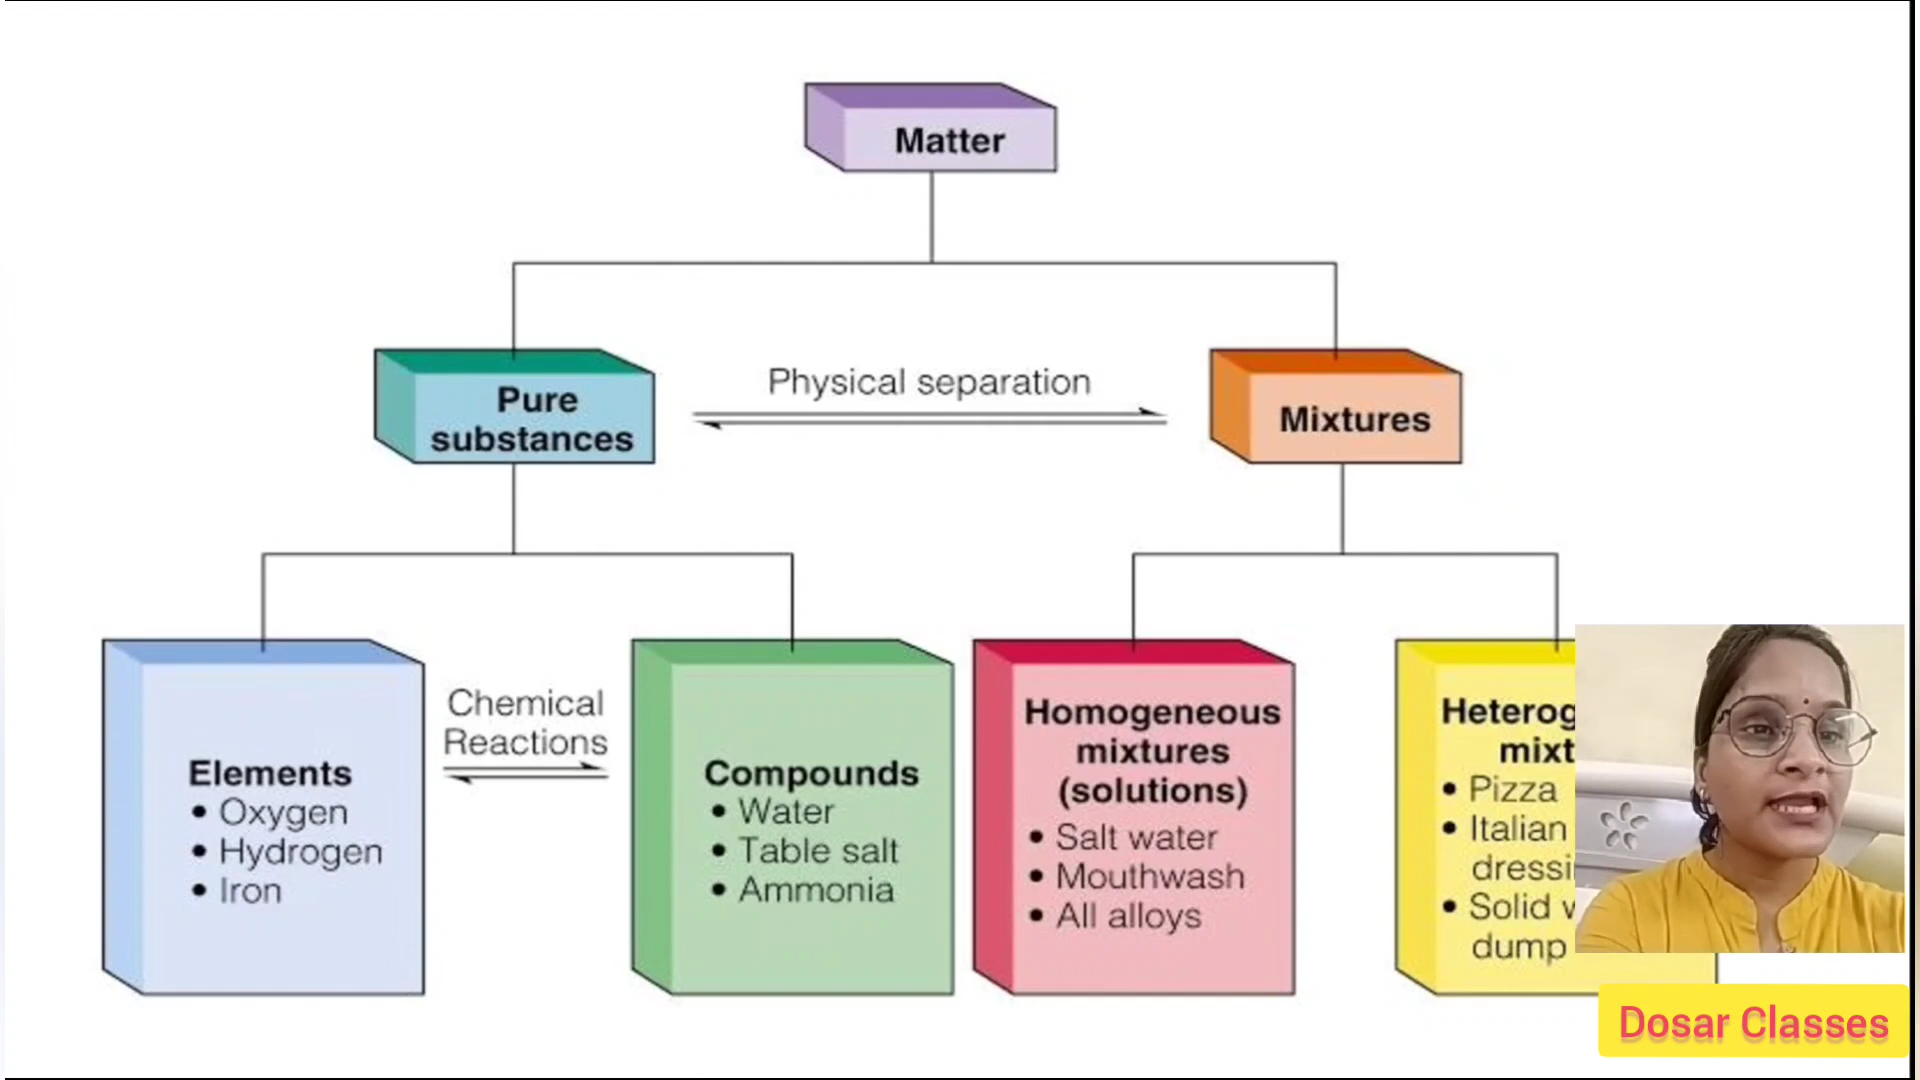 Matter
Pure
substances
Physical separation
Mixtures
Elements
• Oxygen
• Hydrogen
• Iron
Chemical
Reactions
Compounds
• Water
• Table salt
• Ammonia
Homogeneous
mixtures
(solutions)
• Salt water
• Mouthwash
• All alloys
• Pizza
• Italian
• Solid
dump
Dosar Classes